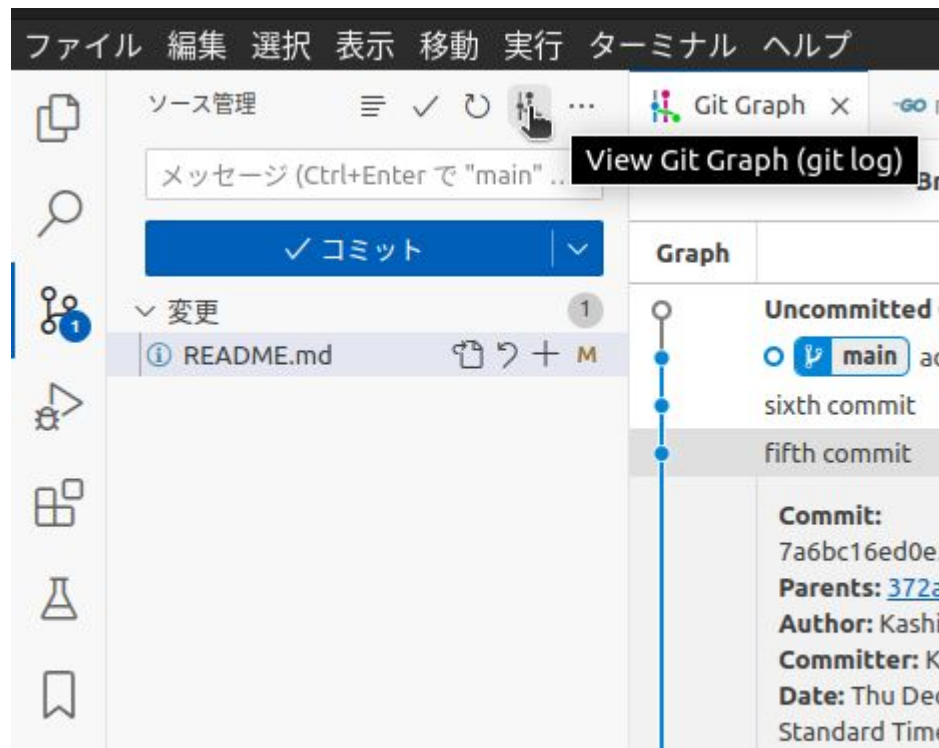 ファイル 編集 選択 表示 移動 実行 ターミナル ヘルプ
ソース管理
Git Graph
GO
View Git Graph (git log)
メッセージ (Ctrl+Enter で "main" ...
コミット
Graph
変更
1
Uncommitted
1
README.md
M
main
sixth commit
fifth commit
Commit:
7a6bc16ed0e
Parents: 372a
Author: Kashi
Committer: K
Date: Thu Dec
Standard Time